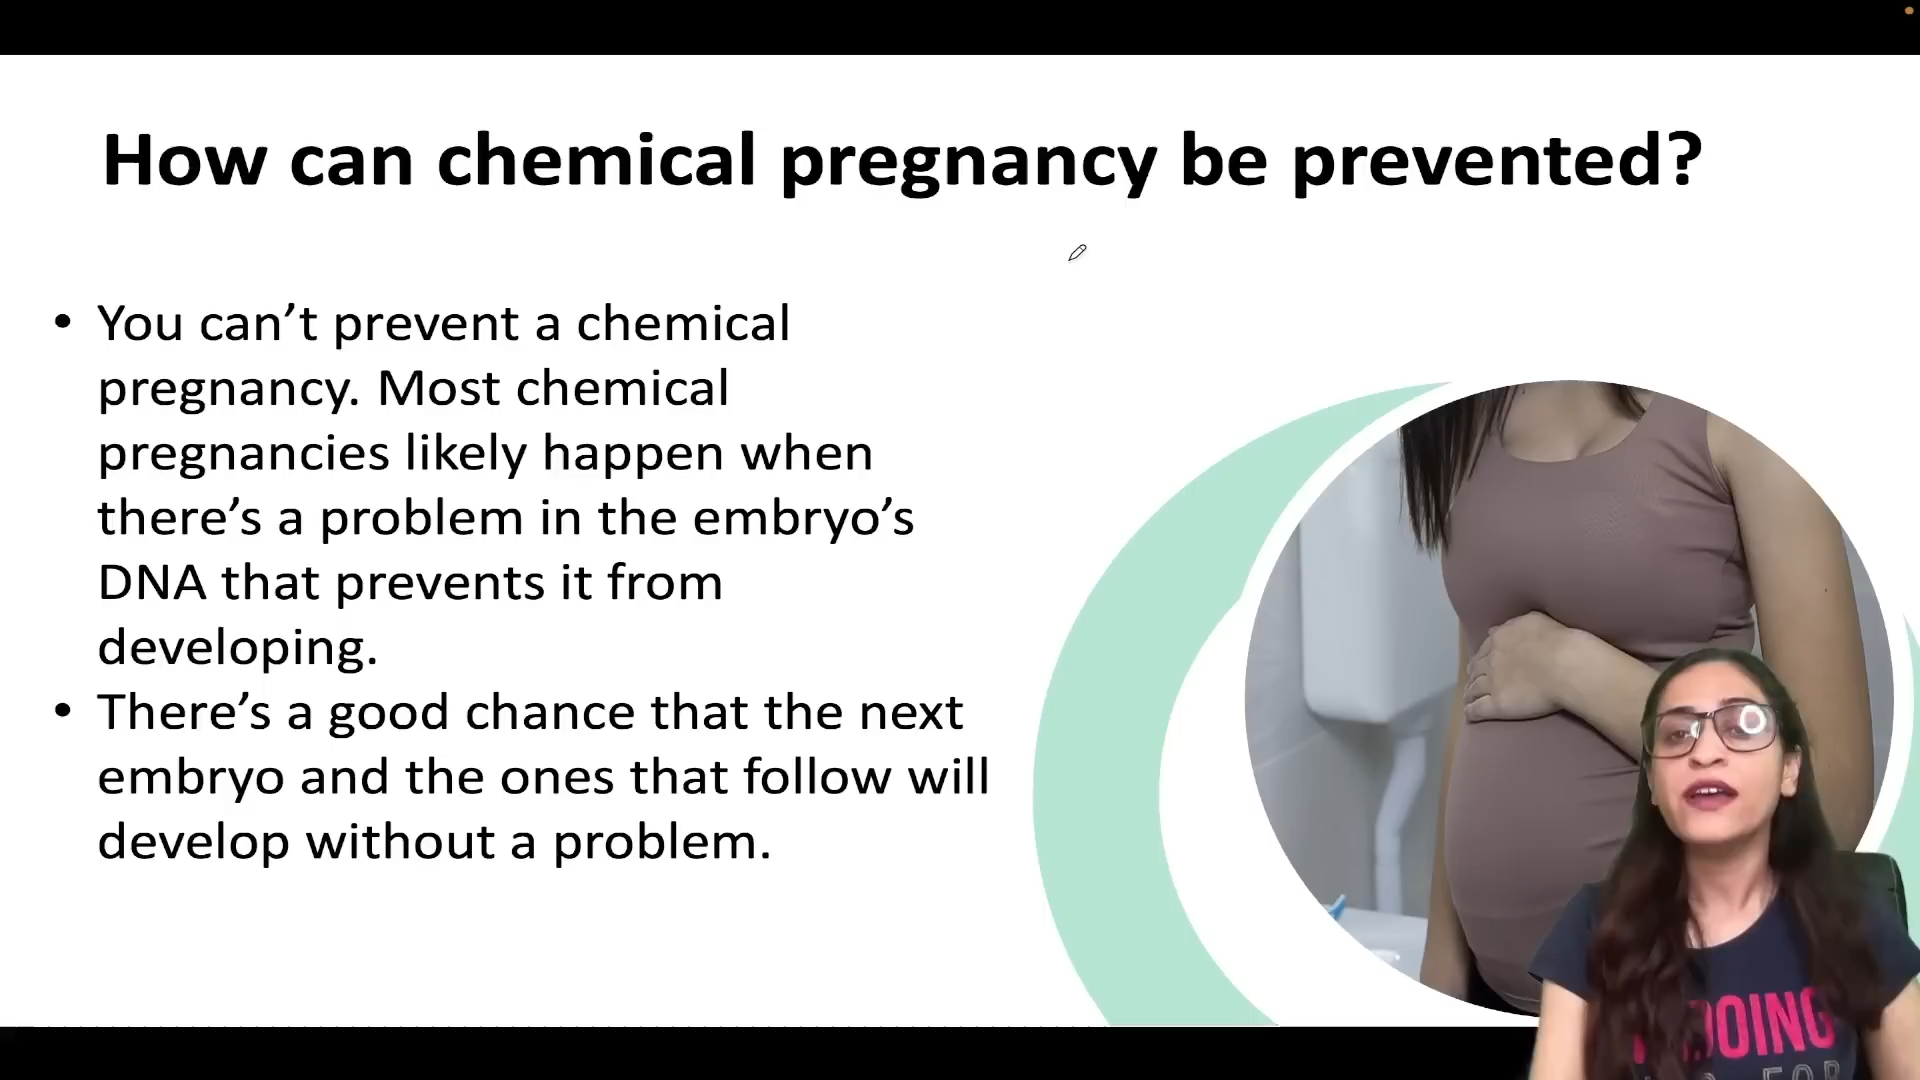 How can chemical pregnancy be prevented?
• You can’t prevent a chemical
pregnancy. Most chemical
pregnancies likely happen when
there’s a problem in the embryo’s
DNA that prevents it from
developing.
• There’s a good chance that the next
embryo and the ones that follow will
develop without a problem.
DOING
FOR